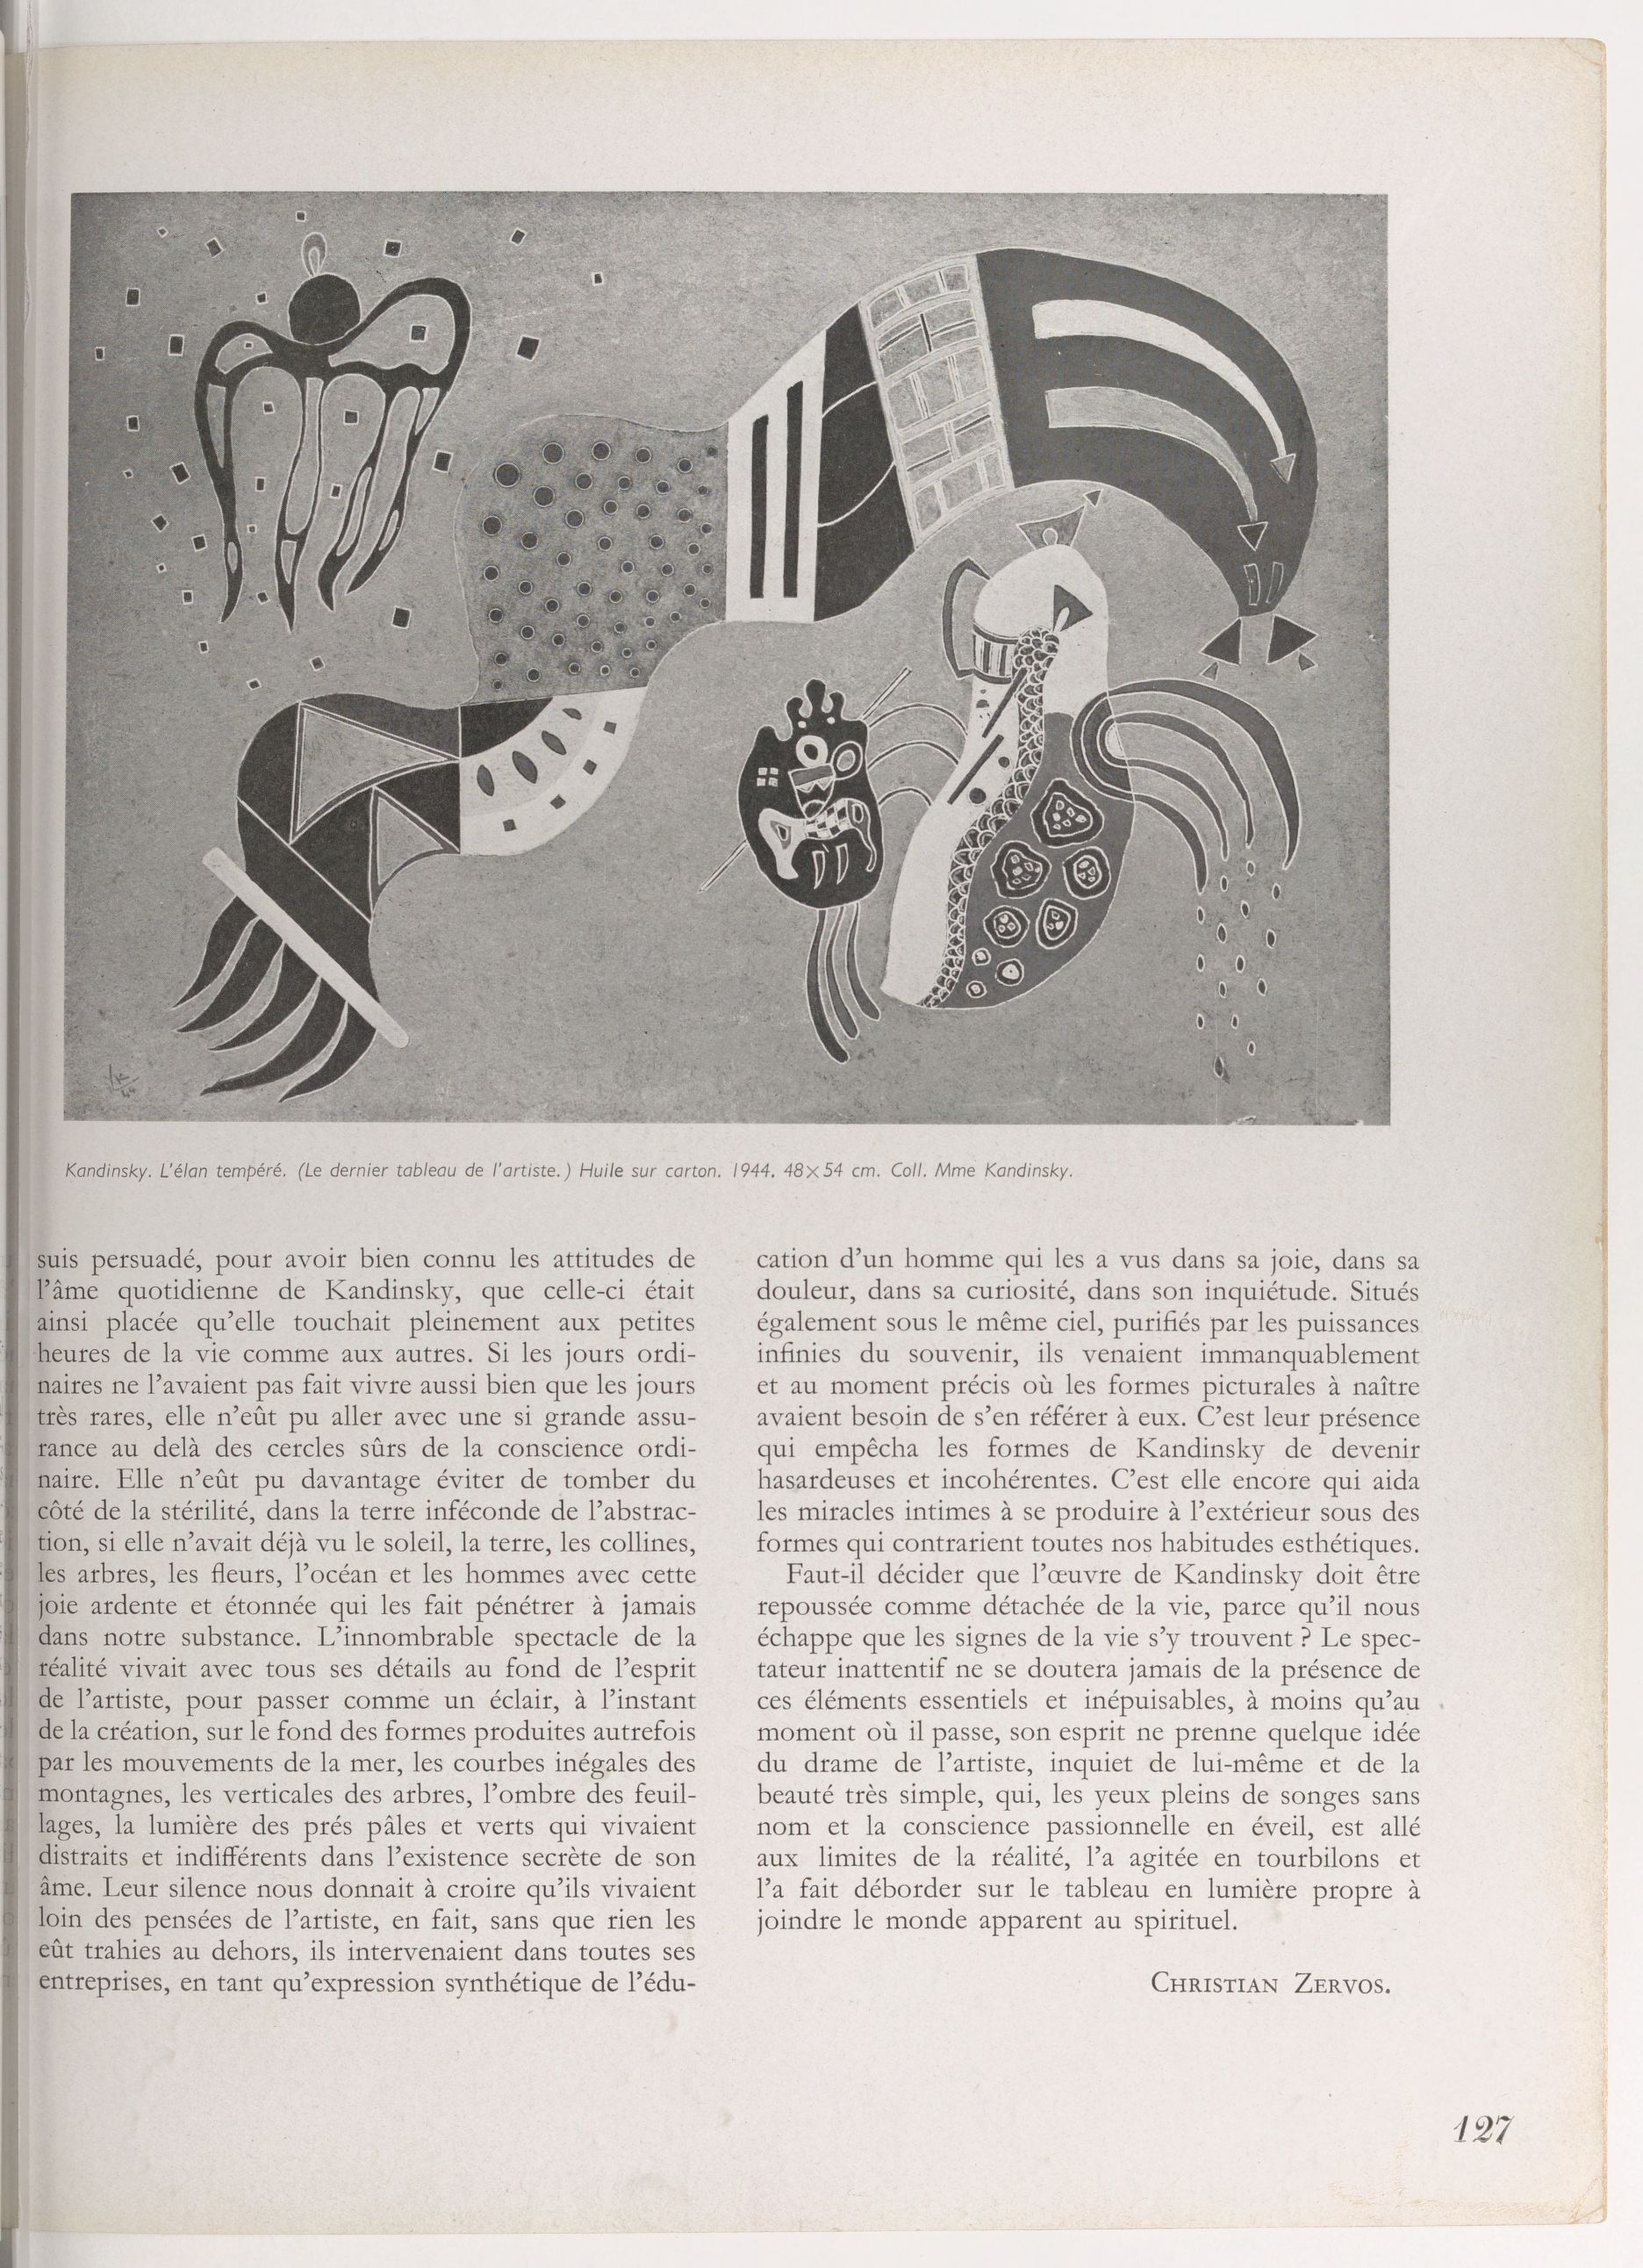 Kandinsky. L'élan tempéré. (Le dernier tableau de l'artiste.) Huile sur carton. 1944. 48×54 cm. Coll. Mme Kandinsky.
suis persuadé, pour avoir bien connu les attitudes de
l'âme quotidienne de Kandinsky, que celle-ci était
ainsi placée qu'elle touchait pleinement aux petites
heures de la vie comme aux autres. Si les jours ordi-
naires ne l'avaient pas fait vivre aussi bien que les jours
très rares, elle n'eût pu aller avec une si grande assu-
rance au delà des cercles sûrs de la conscience ordi-
naire. Elle n'eût pu davantage éviter de tomber du
côté de la stérilité, dans la terre inféconde de l'abstrac-
tion, si elle n'avait déjà vu le soleil, la terre, les collines,
les arbres, les fleurs, l'océan et les hommes avec cette
joie ardente et étonnée qui les fait pénétrer à jamais
dans notre substance. L'innombrable spectacle de la
réalité vivait avec tous ses détails au fond de l'esprit
de l'artiste, pour passer comme un éclair, à l'instant
de la création, sur le fond des formes produites autrefois
par les mouvements de la mer, les courbes inégales des
montagnes, les verticales des arbres, l'ombre des feuil-
lages, la lumière des prés pâles et verts qui vivaient
distraits et indifférents dans l'existence secrète de son
âme. Leur silence nous donnait à croire qu'ils vivaient
loin des pensées de l'artiste, en fait, sans que rien les
eût trahies au dehors, ils intervenaient dans toutes ses
entreprises, en tant qu'expression synthétique de l'édu-
cation d'un homme qui les a vus dans sa joie, dans sa
douleur, dans sa curiosité, dans son inquiétude. Situés
également sous le même ciel, purifiés par les puissances
infinies du souvenir, ils venaient immanquablement
et au moment précis où les formes picturales à naître
avaient besoin de s'en référer à eux. C'est leur présence
qui empêcha les formes de Kandinsky de devenir
hasardeuses et incohérentes. C'est elle encore qui aida
les miracles intimes à se produire à l'extérieur sous des
formes qui contrarient toutes nos habitudes esthétiques.
Faut-il décider que l'œuvre de Kandinsky doit être
repoussée comme détachée de la vie, parce qu'il nous
échappe que les signes de la vie s'y trouvent ? Le spec-
tateur inattentif ne se doutera jamais de la présence de
ces éléments essentiels et inépuisables, à moins qu'au
moment où il passe, son esprit ne prenne quelque idée
du drame de l'artiste, inquiet de lui-même et de la
beauté très simple, qui, les yeux pleins de songes sans
nom et la conscience passionnelle en éveil, est allé
aux limites de la réalité, l'a agitée en tourbilons et
l'a fait déborder sur le tableau en lumière propre à
joindre le monde apparent au spirituel.
CHRISTIAN ZERVOS.
127